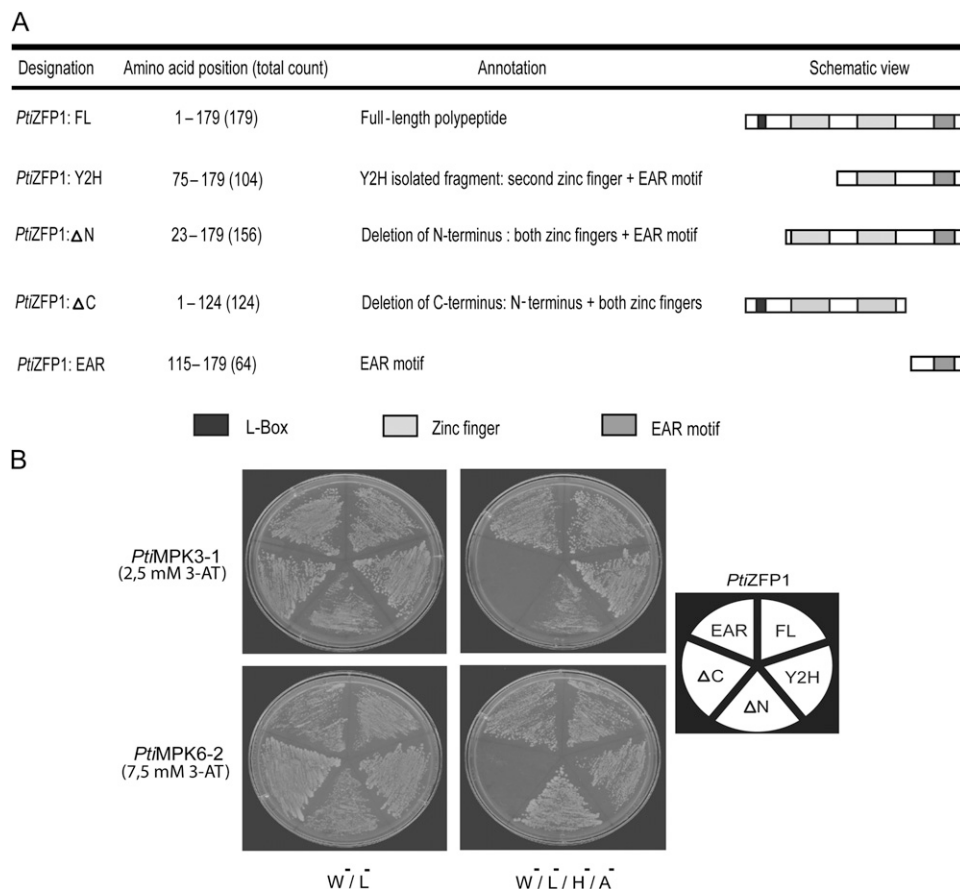 A
Designation Amino acid position (total count) Annotation Schematic view
PtiZFP1: FL 1–179 (179) Full-length polypeptide
PtiZFP1: Y2H 75–179 (104) Y2H isolated fragment: second zinc finger + EAR motif
PtiZFP1:ΔN 23–179 (156) Deletion of N-terminus : both zinc fingers + EAR motif
PtiZFP1:ΔC 1–124 (124) Deletion of C-terminus: N-terminus + both zinc fingers
PtiZFP1: EAR 115–179 (64) EAR motif
L-Box Zinc finger EAR motif
B
PtiMPK3-1
(2,5 mM 3-AT)
PtiZFP1
EAR FL
ΔC Y2H
ΔN
PtiMPK6-2
(7,5 mM 3-AT)
W⁻/L⁻ W⁻/L⁻/H⁻/A⁻